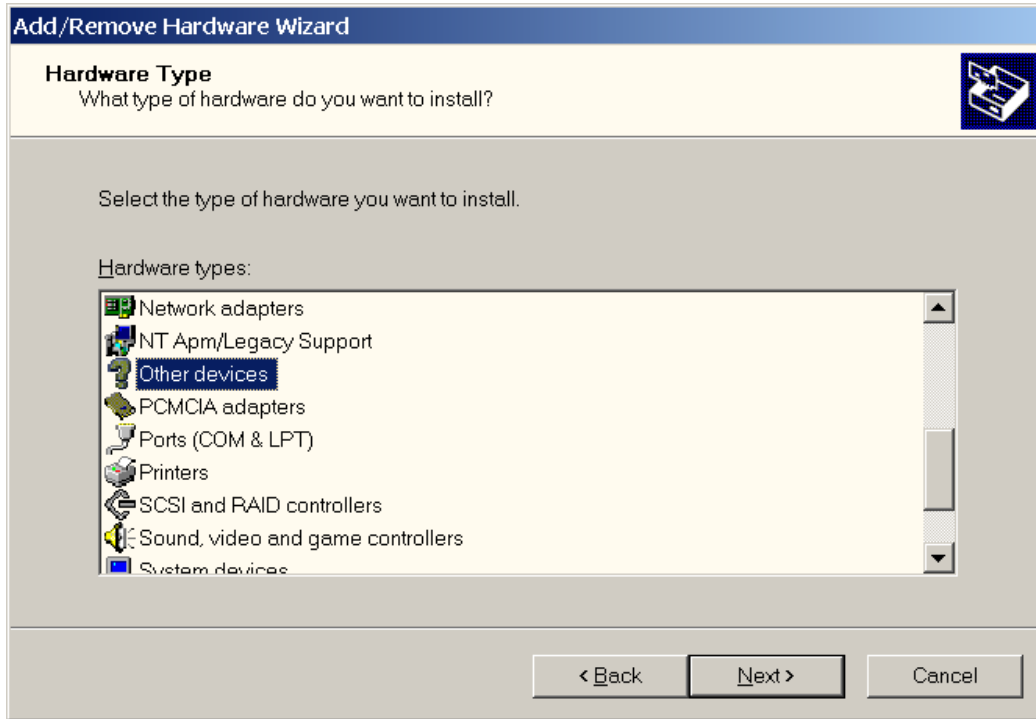 Add/Remove Hardware Wizard
Hardware Type
What type of hardware do you want to install?
Select the type of hardware you want to install.
Hardware types:
Network adapters
NT Apm/Legacy Support
Other devices
PCMCIA adapters
Ports (COM & LPT)
Printers
SCSI and RAID controllers
Sound, video and game controllers
System devices
< Back Next > Cancel